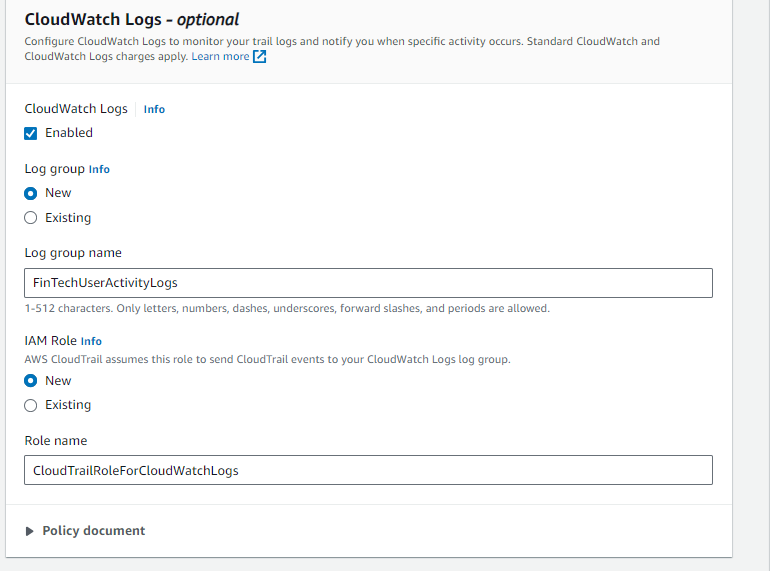 CloudWatch Logs - optional
Configure CloudWatch Logs to monitor your trail logs and notify you when specific activity occurs. Standard CloudWatch and
CloudWatch Logs charges apply. Learn more
CloudWatch Logs Info
Enabled
Log group Info
New
Existing
Log group name
FinTechUserActivityLogs
1-512 characters. Only letters, numbers, dashes, underscores, forward slashes, and periods are allowed.
IAM Role Info
AWS CloudTrail assumes this role to send CloudTrail events to your CloudWatch Logs log group.
New
Existing
Role name
CloudTrailRoleForCloudWatchLogs
Policy document